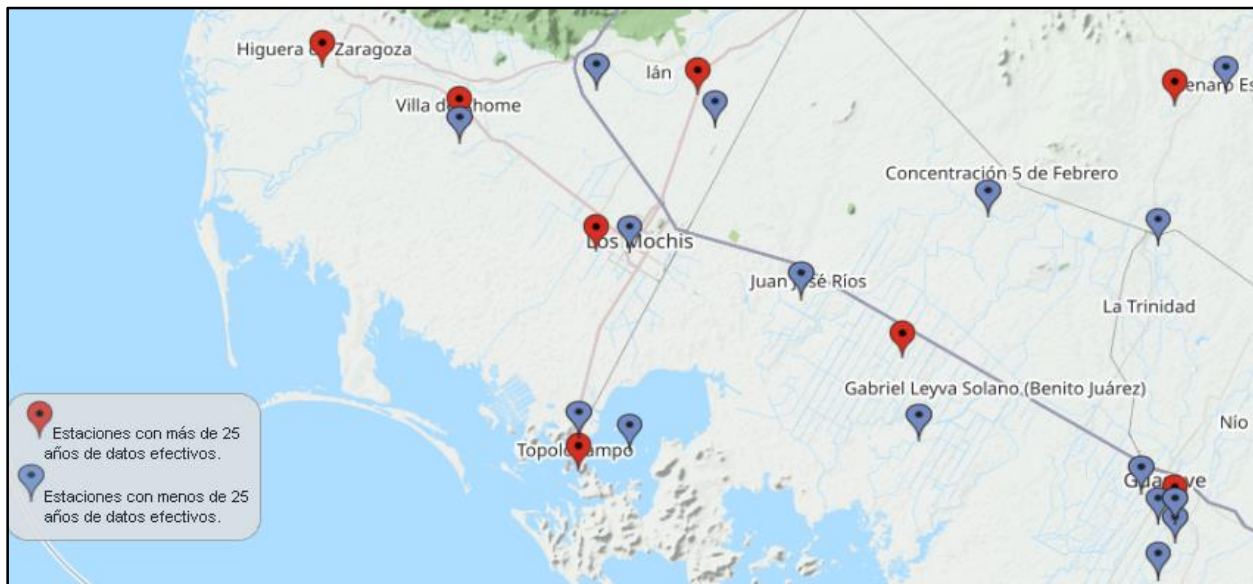 Higuera de Zaragoza
lán
Villa de Ahome
Concentración 5 de Febrero
Los Mochis
Juan José Ríos
La Trinidad
Gabriel Leyva Solano (Benito Juárez)
Nío
Topolobampo
Guasave
Estaciones con más de 25
años de datos efectivos.
Estaciones con menos de 25
años de datos efectivos.